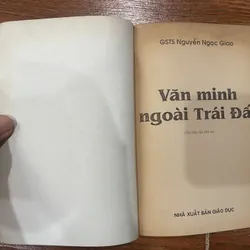 GSTS Nguyễn Ngọc Giao
Văn minh
ngoài Trái Đấ
NHÀ XUẤT BẢN GIÁO DỤC